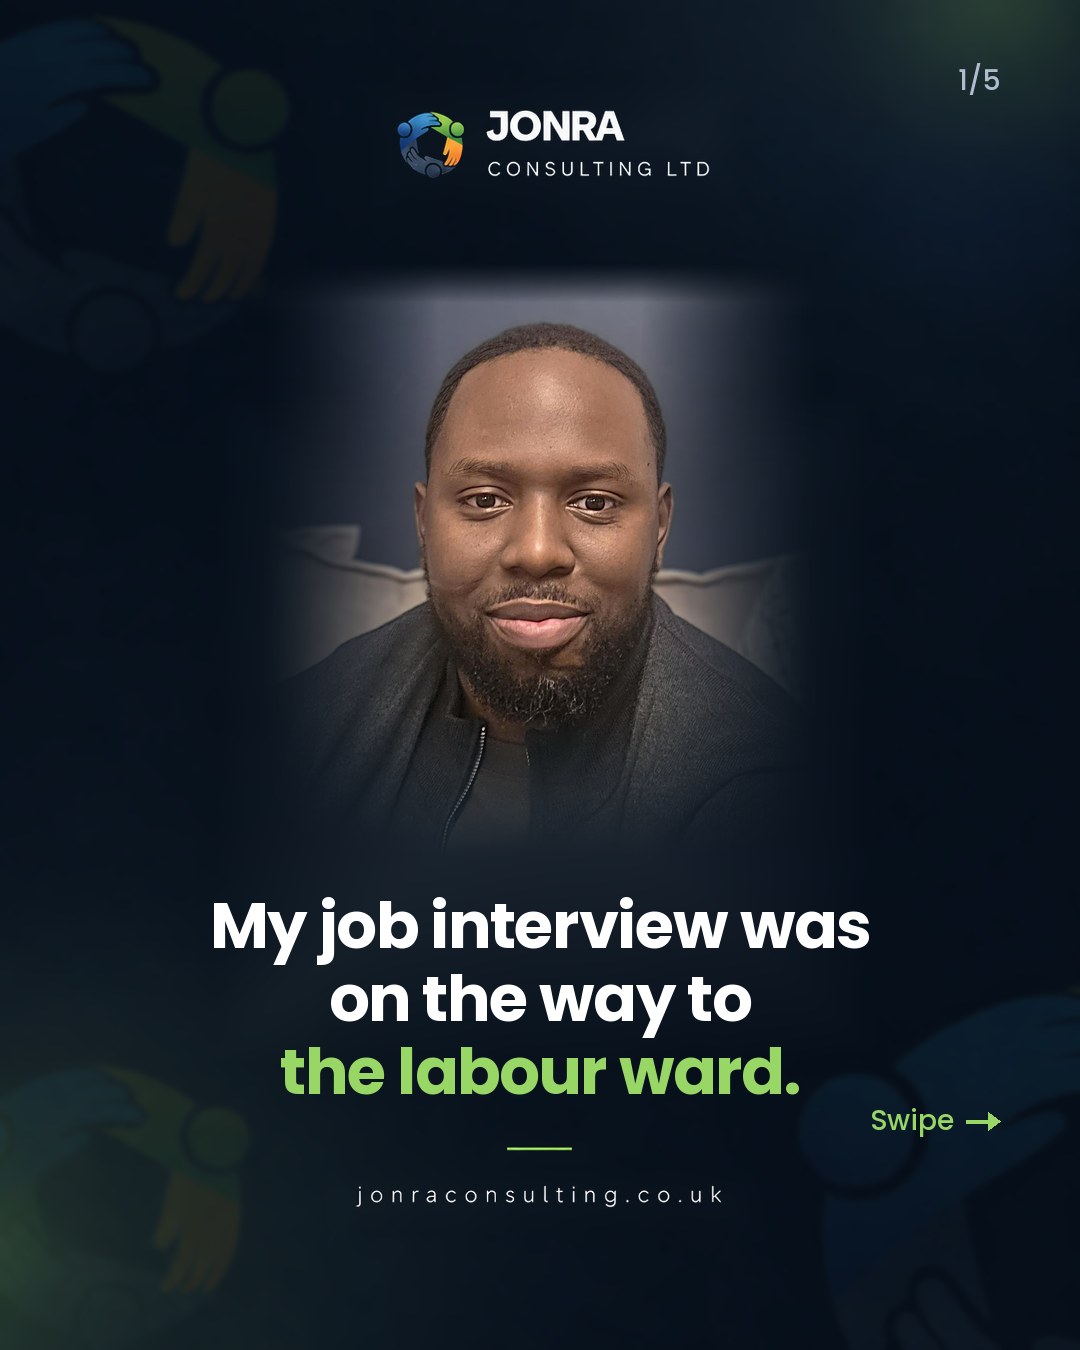 1/5
JONRA
CONSULTING LTD
My job interview was
on the way to
the labour ward.
Swipe
jonraconsulting.co.uk